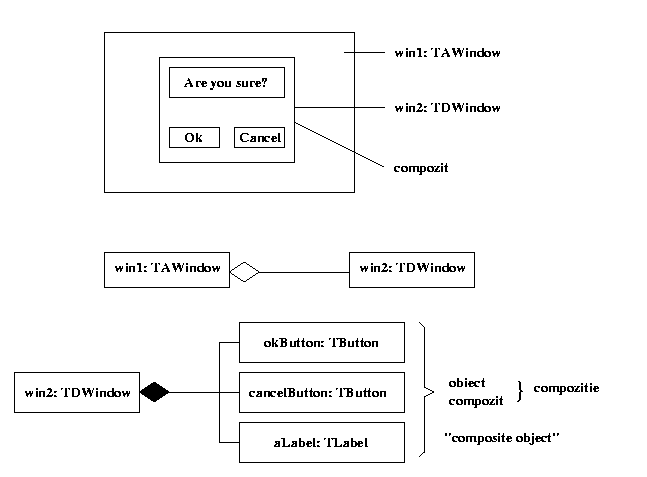 win1: TAWindow
Are you sure?
win2: TDWindow
Ok
Cancel
compozit
win1: TAWindow
win2: TDWindow
okButton: TButton
win2: TDWindow
cancelButton: TButton
obiect
compozit
compozitie
aLabel: TLabel
"composite object"